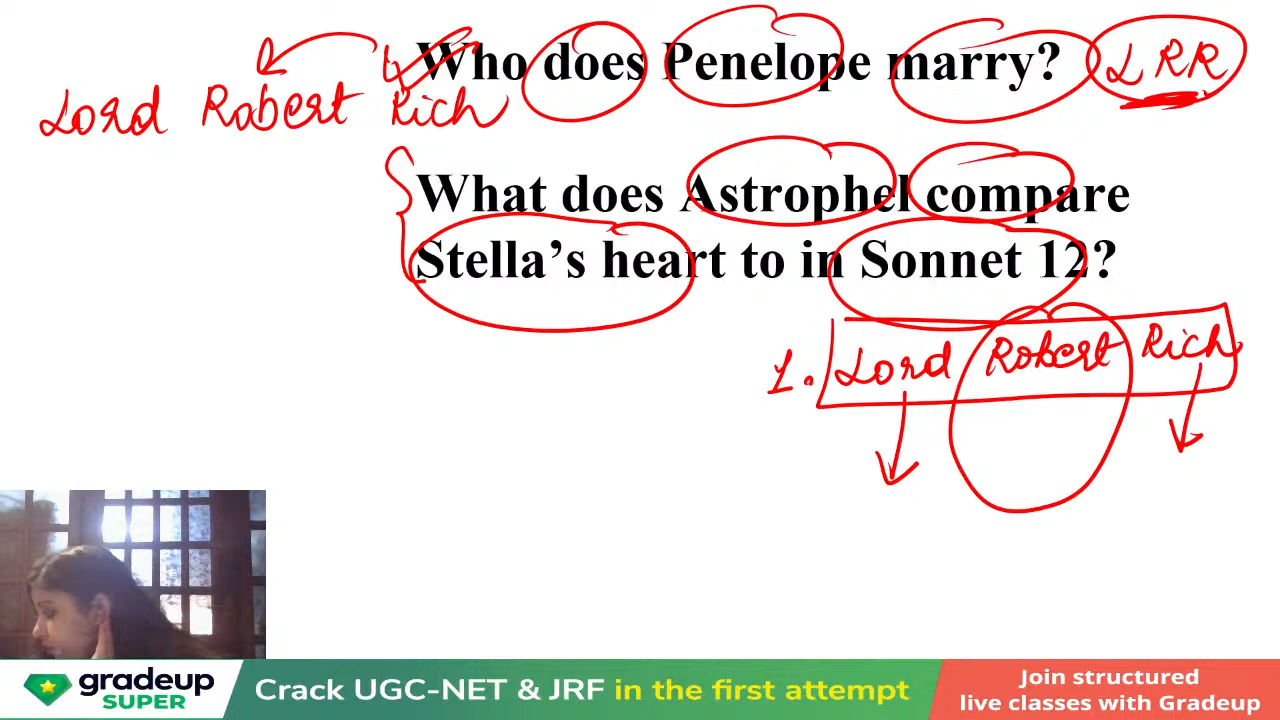 Who does Penelope marry? LRR
Lord Robert Rich
What does Astrophel compare
Stella’s heart to in Sonnet 12?
1. Lord Robert Rich
gradeup
SUPER
Crack UGC-NET & JRF in the first attempt
Join structured
live classes with Gradeup